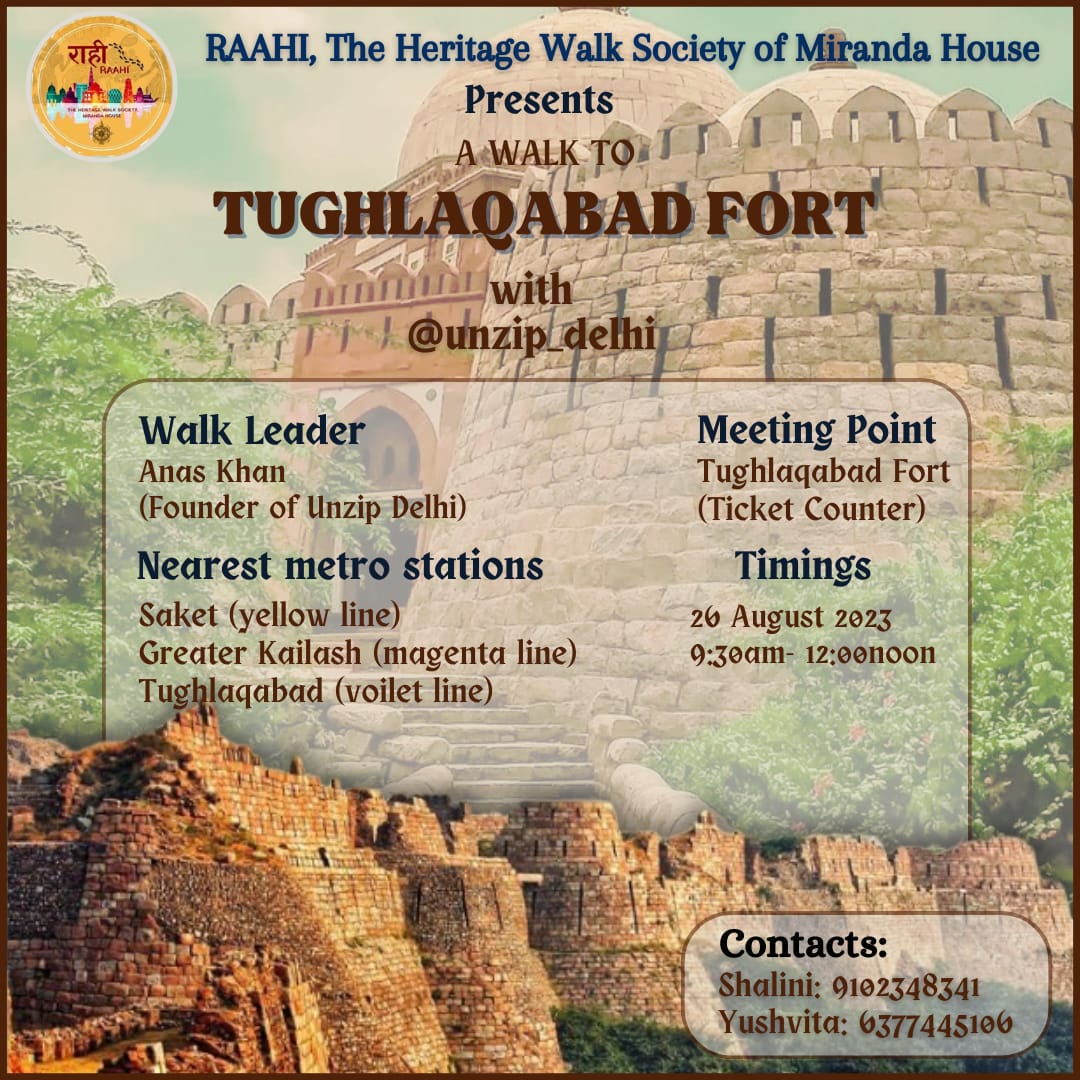 राही
RAAHI
THE HERITAGE WALK SOCIETY
MIRANDA HOUSE
RAAHI, The Heritage Walk Society of Miranda House
Presents
A WALK TO
TUGHLAQABAD FORT
with
@unzip_delhi
Walk Leader
Anas Khan
(Founder of Unzip Delhi)
Meeting Point
Tughlaqabad Fort
(Ticket Counter)
Nearest metro stations
Saket (yellow line)
Greater Kailash (magenta line)
Tughlaqabad (voilet line)
Timings
26 August 2023
9:30am- 12:00noon
Contacts:
Shalini: 9102348341
Yushvita: 6377445106